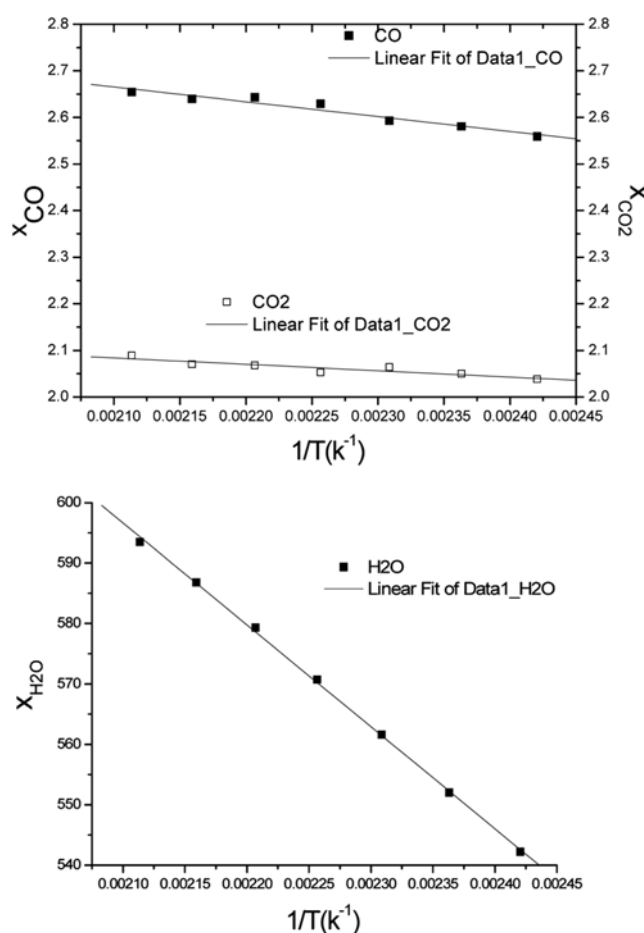 CO
Linear Fit of Data1_CO
2.8
2.7
2.6
2.5
2.4
2.3
2.2
2.1
2.0
xCO
2.8
2.7
2.6
2.5
2.4
2.3
2.2
2.1
2.0
xCO2
CO2
Linear Fit of Data1_CO2
0.00210 0.00215 0.00220 0.00225 0.00230 0.00235 0.00240 0.00245
1/T(k-1)
600
590
580
570
560
550
540
xH2O
H2O
Linear Fit of Data1_H2O
0.00210 0.00215 0.00220 0.00225 0.00230 0.00235 0.00240 0.00245
1/T(k-1)